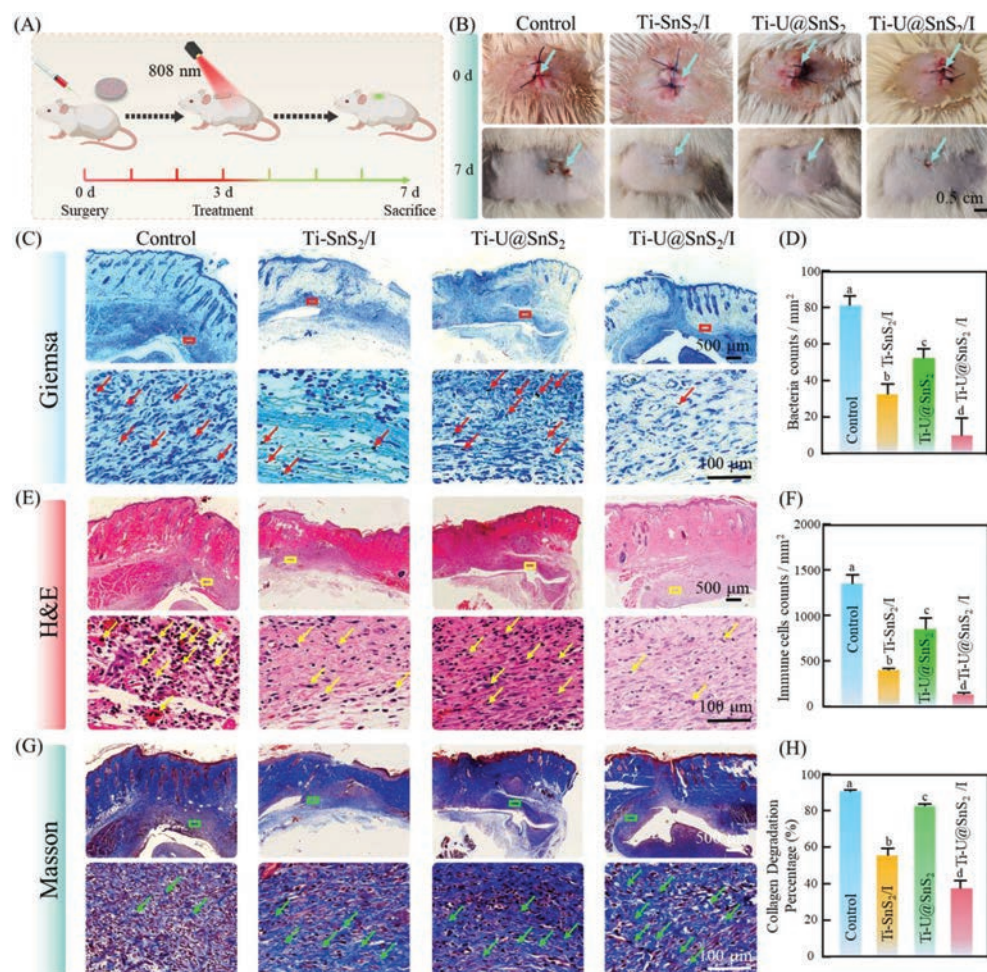 (A)
808 nm
0 d
3 d
7 d
Surgery
Treatment
Sacrifice
(B)
Control
Ti-SnS₂/I
Ti-U@SnS₂
Ti-U@SnS₂/I
0 d
7 d
0.5 cm
(C)
Control
Ti-SnS₂/I
Ti-U@SnS₂
Ti-U@SnS₂/I
Giemsa
500 μm
100 μm
(D)
Bacteria counts / mm²
100
80
60
40
20
0
a
b
c
d
Control
Ti-SnS₂/I
Ti-U@SnS₂
Ti-U@SnS₂ /I
(E)
H&E
500 μm
100 μm
(F)
Immune cells counts / mm²
2000
1500
1000
500
0
a
b
c
d
Control
Ti-SnS₂/I
Ti-U@SnS₂
Ti-U@SnS₂ /I
(G)
Masson
100 μm
(H)
Collagen Degradation
Percentage (%)
100
80
60
40
20
0
a
b
c
d
Control
Ti-SnS₂/I
Ti-U@SnS₂
Ti-U@SnS₂ /I